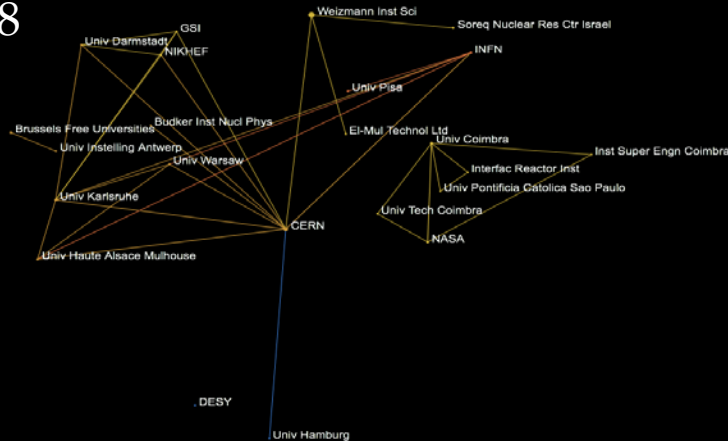 8
Weizmann Inst Sci
Soreq Nuclear Res Ctr Israel
GSI
Univ Darmstadt
NIKHEF
INFN
Univ Pisa
Budker Inst Nucl Phys
Brussels Free Universities
El-Mul Technol Ltd
Univ Coimbra
Univ Instelling Antwerp
Inst Super Engn Coimbra
Univ Warsaw
Interfac Reactor Inst
Univ Pontificia Catolica Sao Paulo
Univ Karlsruhe
Univ Tech Coimbra
CERN
NASA
Univ Haute Alsace Mulhouse
DESY
Univ Hamburg